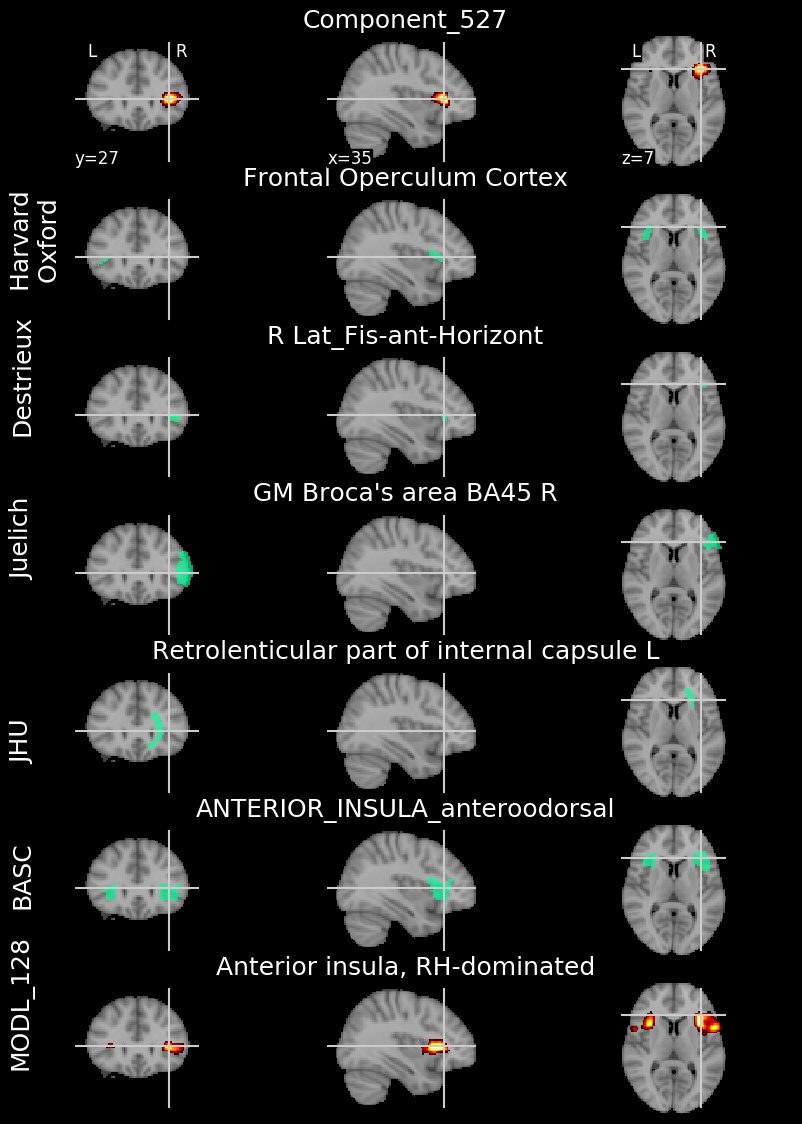 Component_527
L R L R
y=27 x=35 z=7
Frontal Operculum Cortex
Harvard
Oxford
R Lat_Fis-ant-Horizont
Destrieux
GM Broca's area BA45 R
Juelich
Retrolenticular part of internal capsule L
JHU
ANTERIOR_INSULA_anteroodorsal
BASC
Anterior insula, RH-dominated
MODL_128